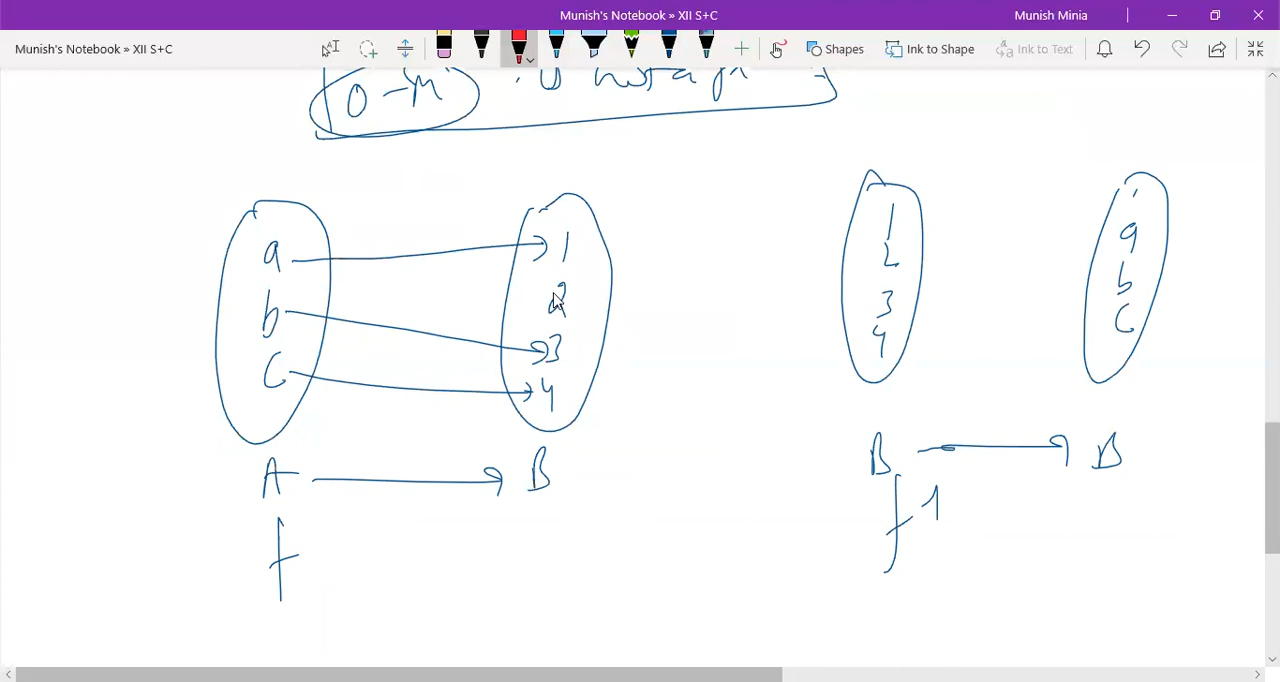 Munish's Notebook » XII S+C
Munish Minia
Munish's Notebook » XII S+C
Shapes
Ink to Shape
Ink to Text
O-M
a
b
c
1
2
3
4
A → B
f
1
2
3
4
a
b
c
B → B
f-1